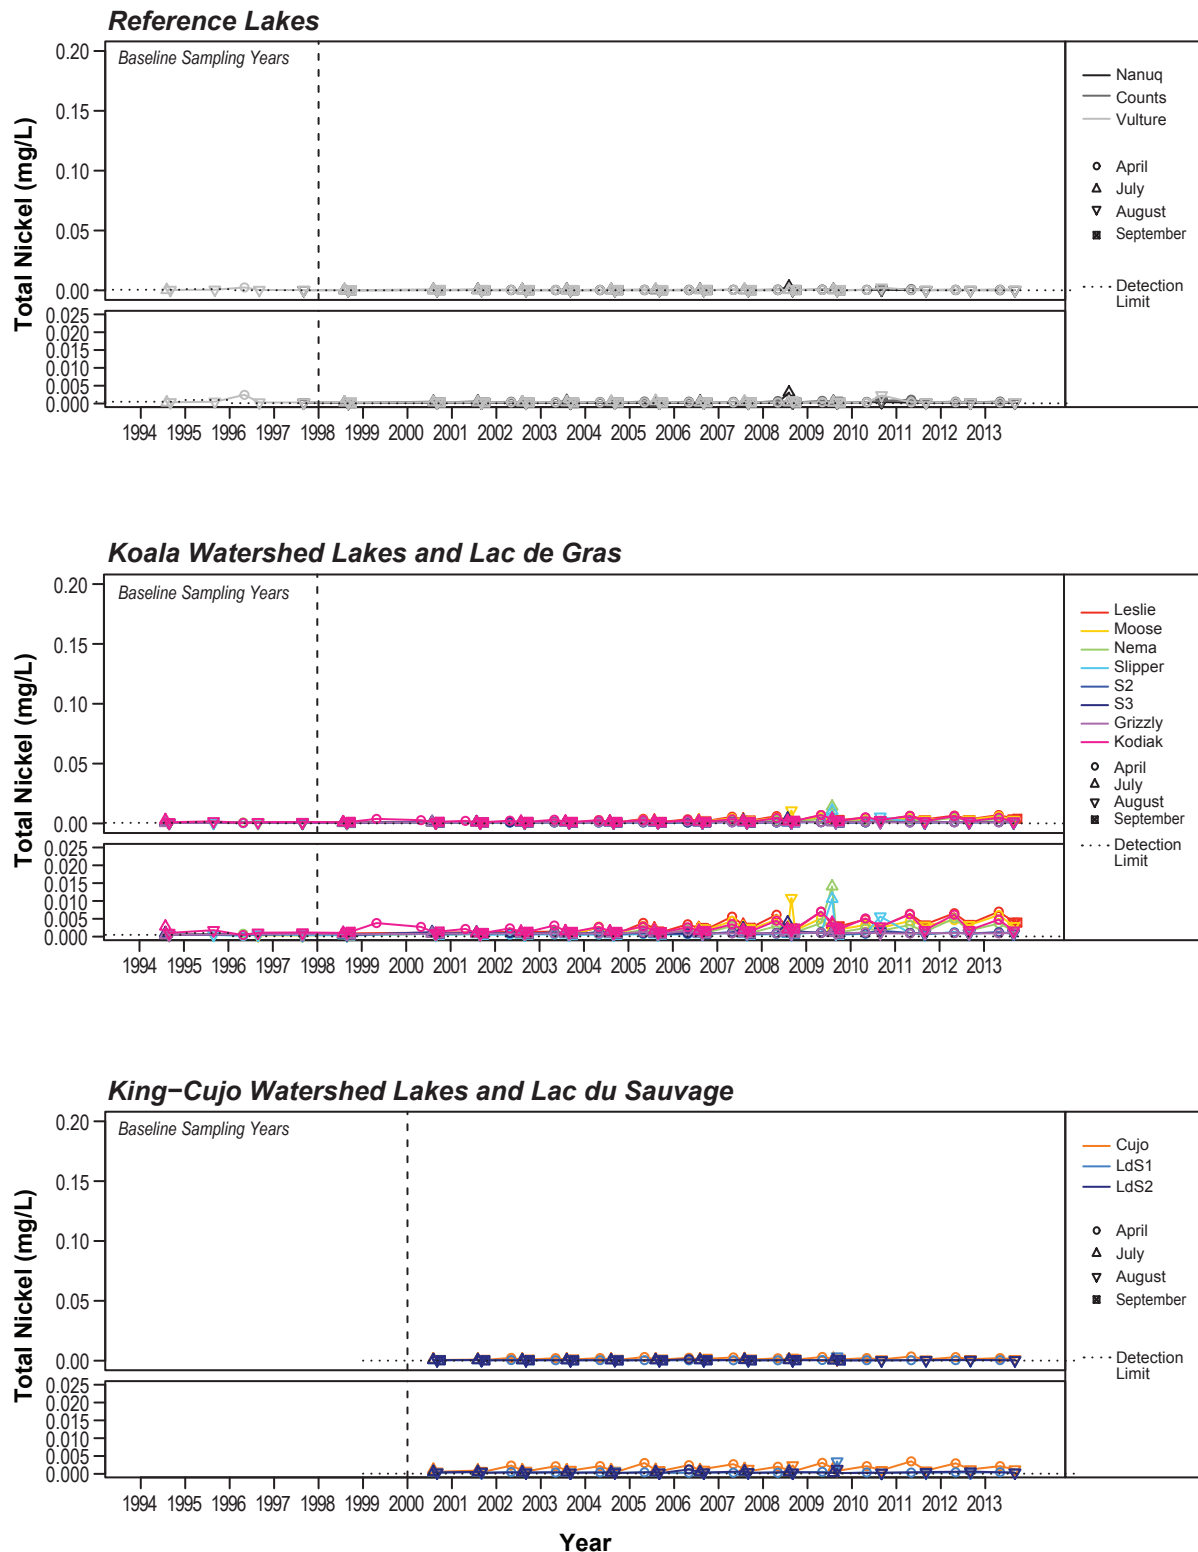 Reference Lakes
Baseline Sampling Years
Total Nickel (mg/L)
0.20
0.15
0.10
0.05
0.00
0.025
0.020
0.015
0.010
0.005
0.000
1994 1995 1996 1997 1998 1999 2000 2001 2002 2003 2004 2005 2006 2007 2008 2009 2010 2011 2012 2013
Nanuq
Counts
Vulture
April
July
August
September
Detection
Limit
Koala Watershed Lakes and Lac de Gras
Baseline Sampling Years
Total Nickel (mg/L)
0.20
0.15
0.10
0.05
0.00
0.025
0.020
0.015
0.010
0.005
0.000
1994 1995 1996 1997 1998 1999 2000 2001 2002 2003 2004 2005 2006 2007 2008 2009 2010 2011 2012 2013
Leslie
Moose
Nema
Slipper
S2
S3
Grizzly
Kodiak
April
July
August
September
Detection
Limit
King−Cujo Watershed Lakes and Lac du Sauvage
Baseline Sampling Years
Total Nickel (mg/L)
0.20
0.15
0.10
0.05
0.00
0.025
0.020
0.015
0.010
0.005
0.000
1994 1995 1996 1997 1998 1999 2000 2001 2002 2003 2004 2005 2006 2007 2008 2009 2010 2011 2012 2013
Cujo
LdS1
LdS2
April
July
August
September
Detection
Limit
Year